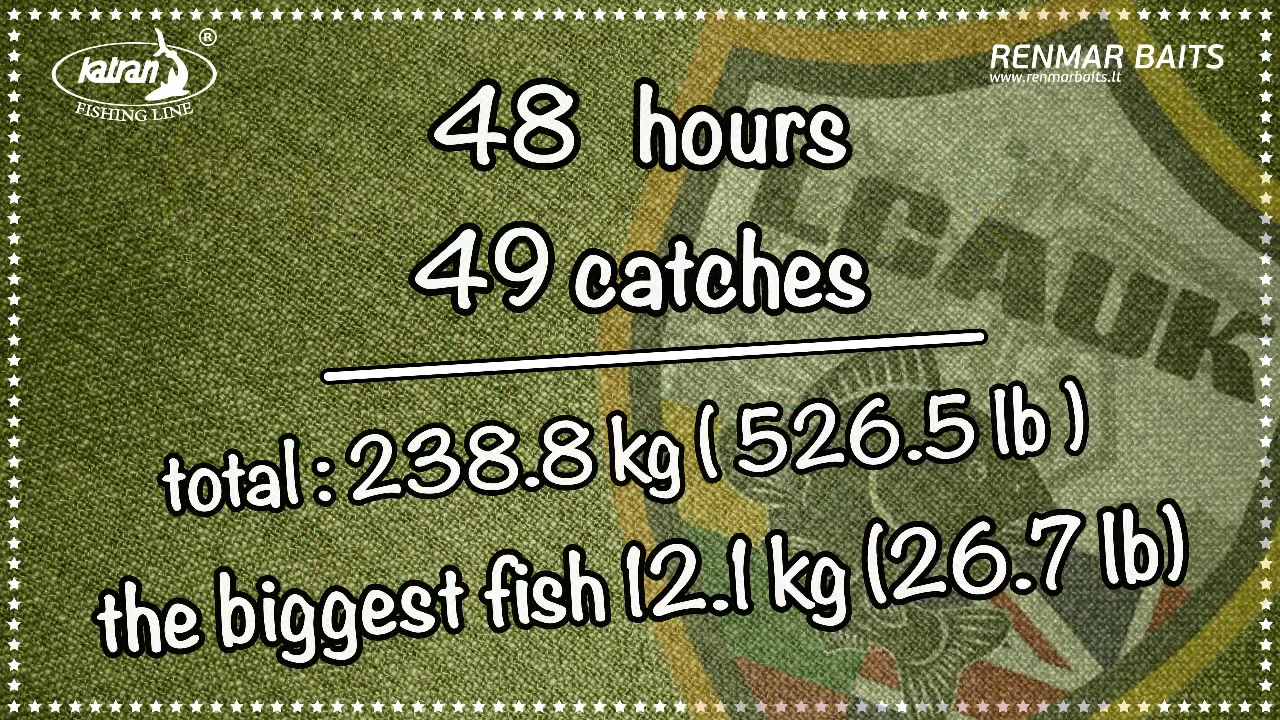 katran ®
FISHING LINE
RENMAR BAITS
www.renmarbaits.lt
48 hours
49 catches
LCAUK
total : 238.8 kg ( 526.5 lb )
the biggest fish 12.1 kg (26.7 lb)